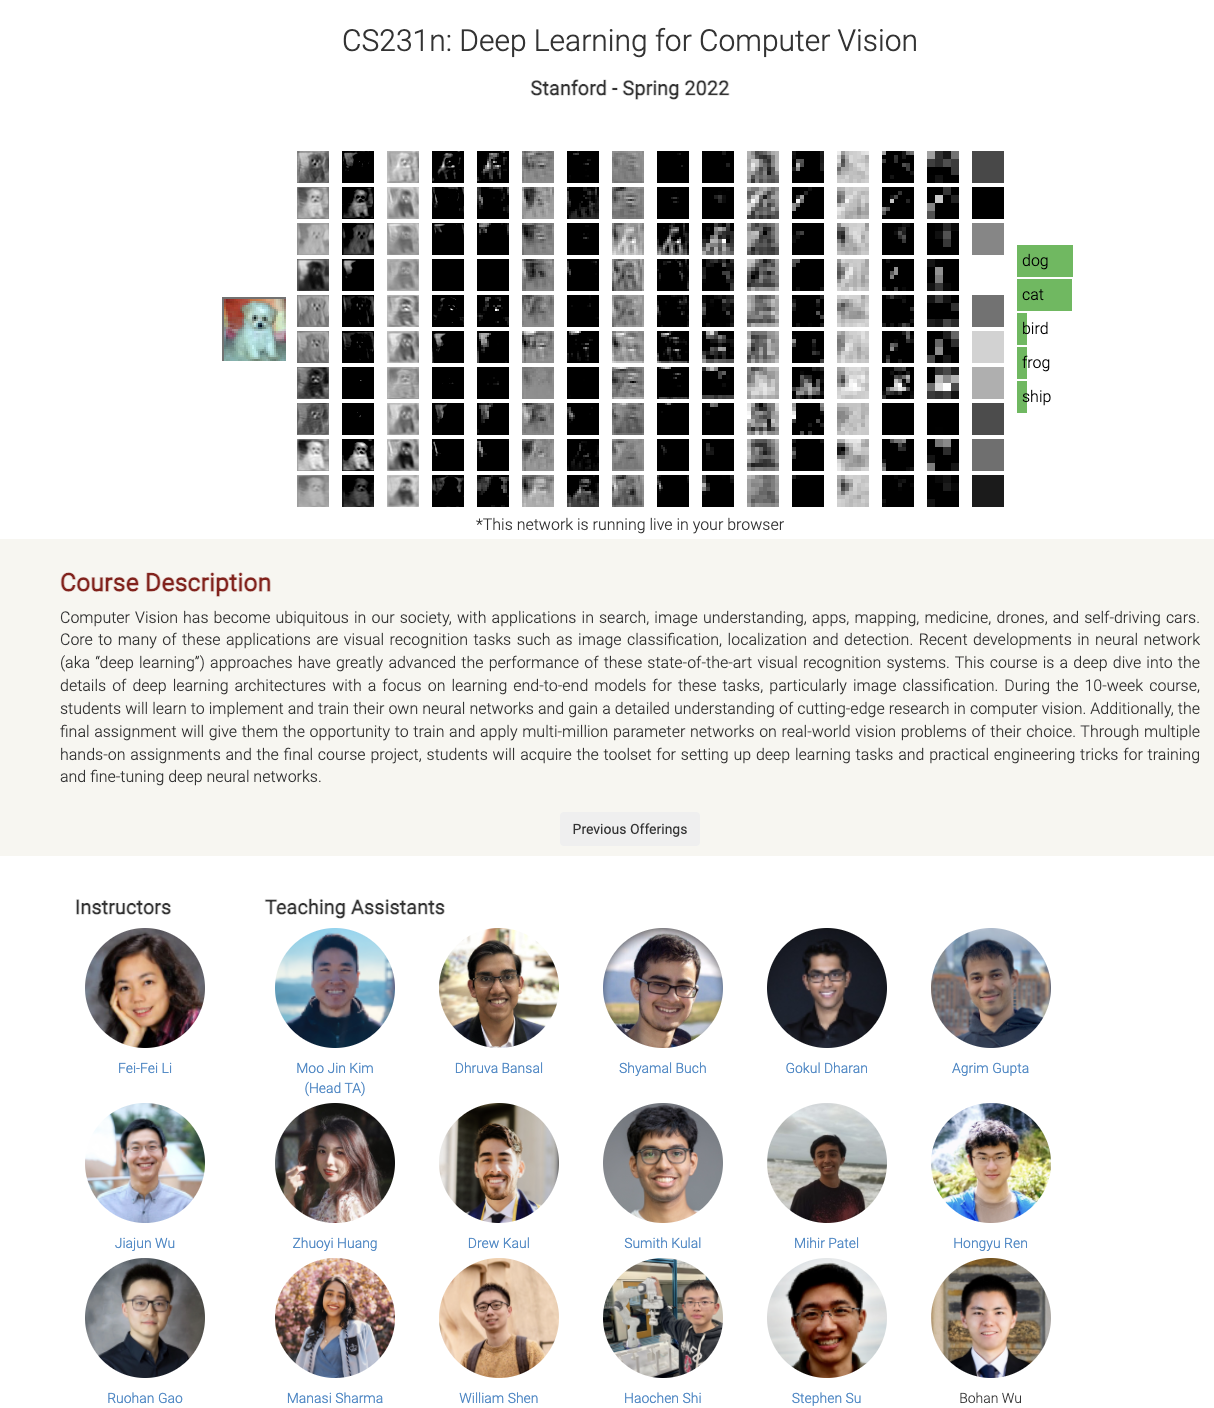 CS231n: Deep Learning for Computer Vision
Stanford - Spring 2022
dog
cat
bird
frog
ship
*This network is running live in your browser
Course Description
Computer Vision has become ubiquitous in our society, with applications in search, image understanding, apps, mapping, medicine, drones, and self-driving cars.
Core to many of these applications are visual recognition tasks such as image classification, localization and detection. Recent developments in neural network
(aka “deep learning”) approaches have greatly advanced the performance of these state-of-the-art visual recognition systems. This course is a deep dive into the
details of deep learning architectures with a focus on learning end-to-end models for these tasks, particularly image classification. During the 10-week course,
students will learn to implement and train their own neural networks and gain a detailed understanding of cutting-edge research in computer vision. Additionally, the
final assignment will give them the opportunity to train and apply multi-million parameter networks on real-world vision problems of their choice. Through multiple
hands-on assignments and the final course project, students will acquire the toolset for setting up deep learning tasks and practical engineering tricks for training
and fine-tuning deep neural networks.
Previous Offerings
Instructors
Teaching Assistants
Fei-Fei Li
Moo Jin Kim
(Head TA)
Dhruva Bansal
Shyamal Buch
Gokul Dharan
Agrim Gupta
Jiajun Wu
Zhuoyi Huang
Drew Kaul
Sumith Kulal
Mihir Patel
Hongyu Ren
Ruohan Gao
Manasi Sharma
William Shen
Haochen Shi
Stephen Su
Bohan Wu